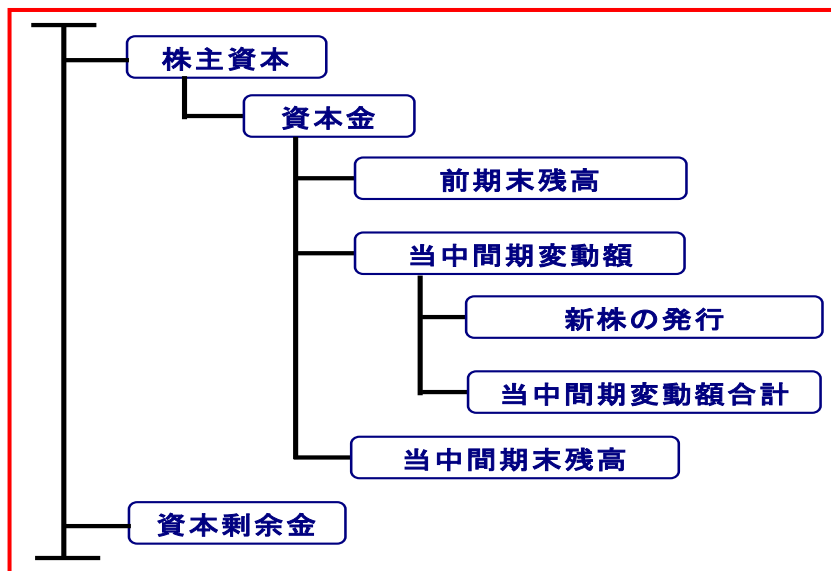 株主資本
資本金
前期末残高
当中間期変動額
新株の発行
当中間期変動額合計
当中間期末残高
資本剰余金